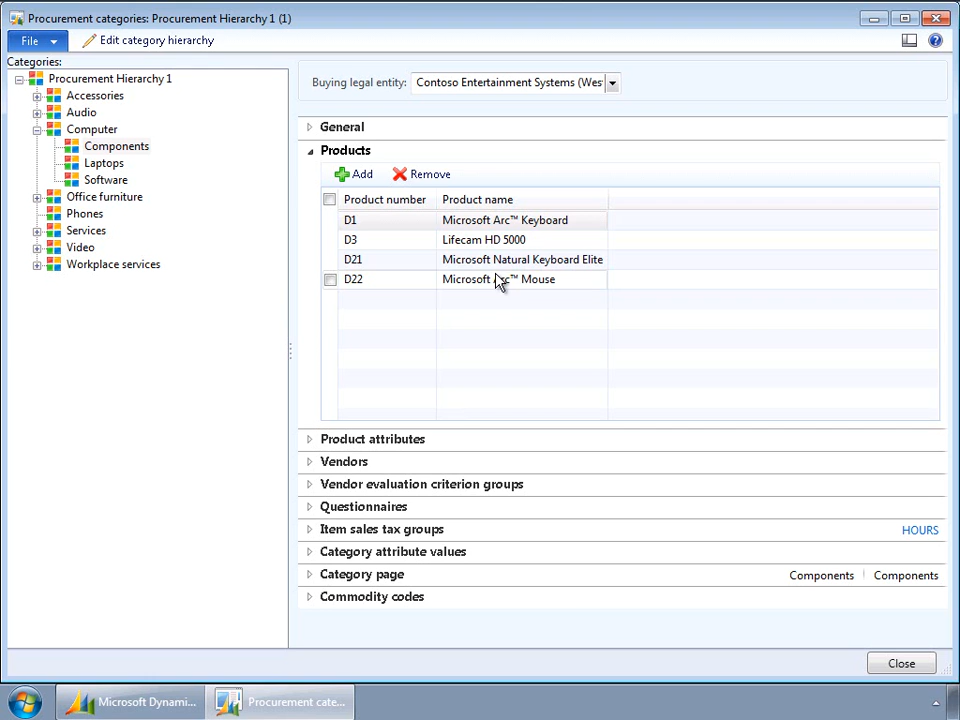 Procurement categories: Procurement Hierarchy 1 (1)
File
Edit category hierarchy
Categories:
Procurement Hierarchy 1
Accessories
Audio
Computer
Components
Laptops
Software
Office furniture
Phones
Services
Video
Workplace services
Buying legal entity: Contoso Entertainment Systems (Wes
General
Products
Add Remove
Product number Product name
D1 Microsoft Arc™ Keyboard
D3 Lifecam HD 5000
D21 Microsoft Natural Keyboard Elite
D22 Microsoft Arc™ Mouse
Product attributes
Vendors
Vendor evaluation criterion groups
Questionnaires
Item sales tax groups HOURS
Category attribute values
Category page Components Components
Commodity codes
Close
Microsoft Dynami... Procurement cate...